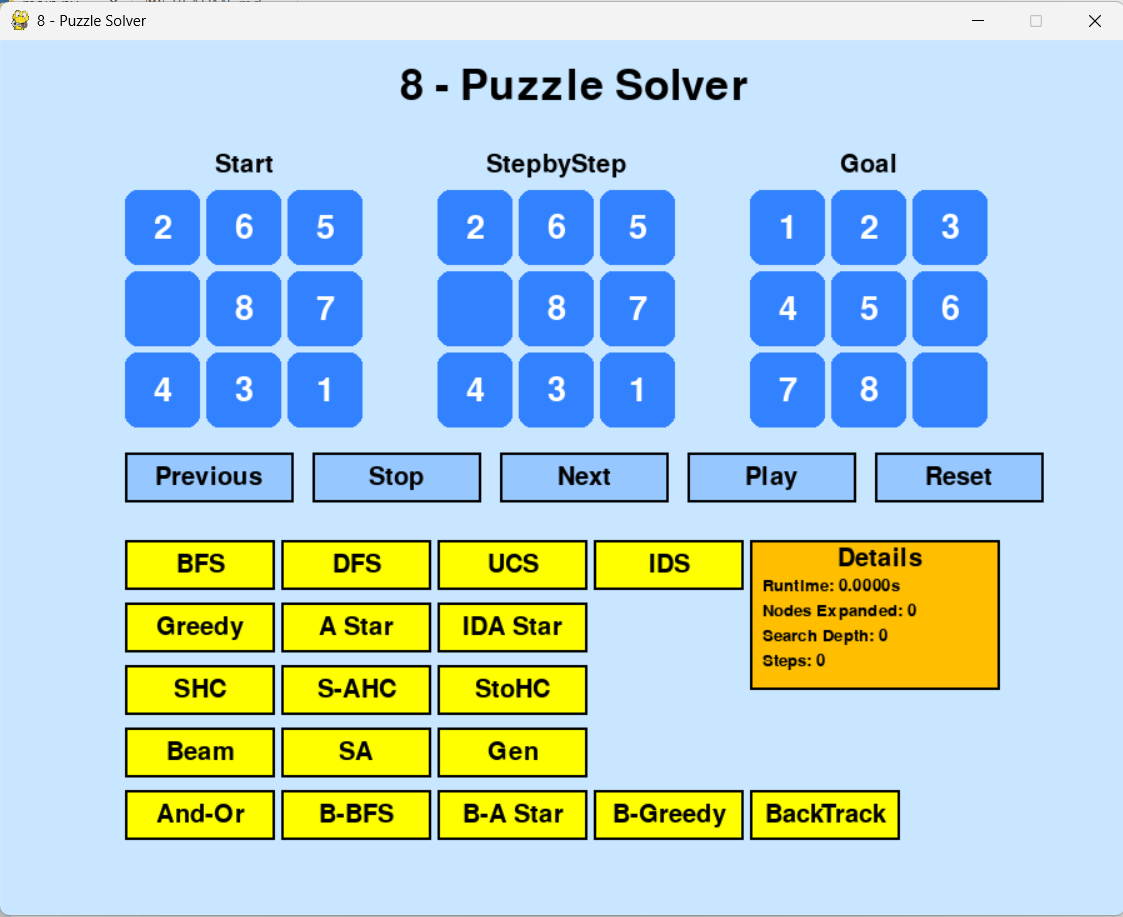 8 - Puzzle Solver
8 - Puzzle Solver
Start StepbyStep Goal
2 6 5 2 6 5 1 2 3
8 7 8 7 4 5 6
4 3 1 4 3 1 7 8
Previous Stop Next Play Reset
BFS DFS UCS IDS
Details
Runtime: 0.0000s
Nodes Expanded: 0
Search Depth: 0
Steps: 0
Greedy A Star IDA Star
SHC S-AHC StoHC
Beam SA Gen
And-Or B-BFS B-A Star B-Greedy BackTrack